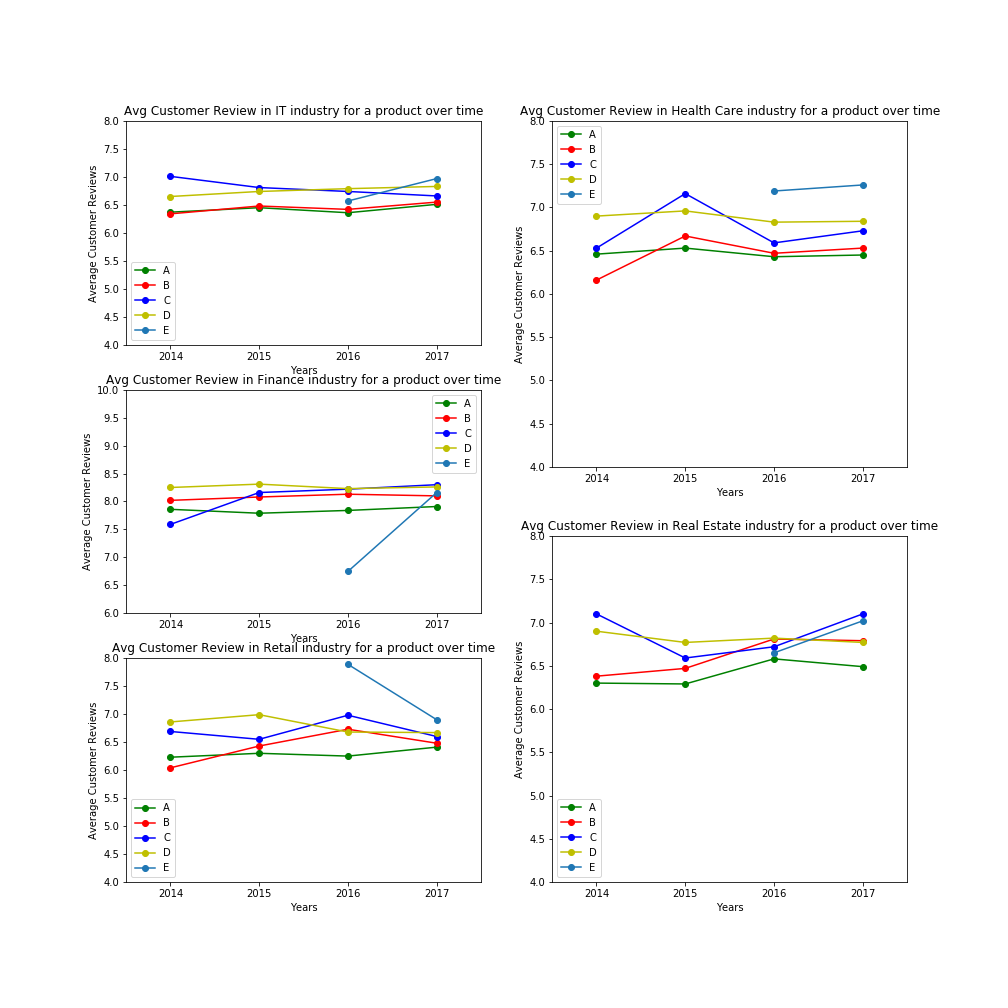 Avg Customer Review in IT industry for a product over time
8.0
7.5
7.0
6.5
6.0
5.5
5.0
4.5
4.0
Average Customer Reviews
A
B
C
D
E
2014 2015 2016 2017
Years
Avg Customer Review in Finance industry for a product over time
10.0
9.5
9.0
8.5
8.0
7.5
7.0
6.5
6.0
Average Customer Reviews
A
B
C
D
E
2014 2015 2016 2017
Years
Avg Customer Review in Retail industry for a product over time
8.0
7.5
7.0
6.5
6.0
5.5
5.0
4.5
4.0
Average Customer Reviews
A
B
C
D
E
2014 2015 2016 2017
Years
Avg Customer Review in Health Care industry for a product over time
8.0
7.5
7.0
6.5
6.0
5.5
5.0
4.5
4.0
Average Customer Reviews
A
B
C
D
E
2014 2015 2016 2017
Years
Avg Customer Review in Real Estate industry for a product over time
8.0
7.5
7.0
6.5
6.0
5.5
5.0
4.5
4.0
Average Customer Reviews
A
B
C
D
E
2014 2015 2016 2017
Years